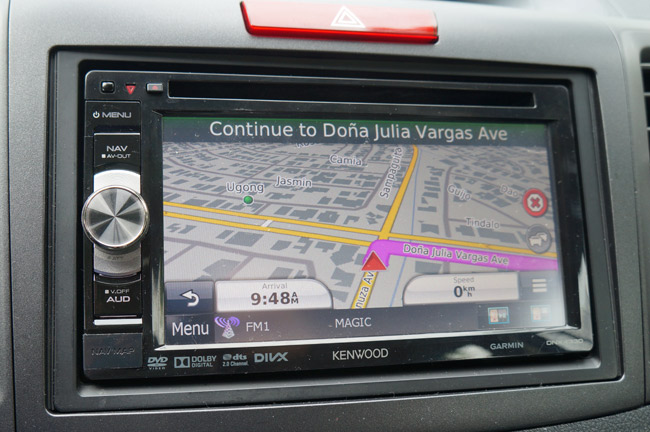 MENU
NAV
AV-OUT
V.OFF
AUD
NAV/MAP
Continue to Doña Julia Vargas Ave
Camia
Sampaguita
Ugong
Jasmin
Guijo
Tindalo
Doña Julia Vargas Ave
Arrival
9:48AM
Speed
0km/h
Menu
FM1
MAGIC
DVD
VIDEO
DOLBY
DIGITAL
dts
2.0 Channel
DIVX
KENWOOD
GARMIN